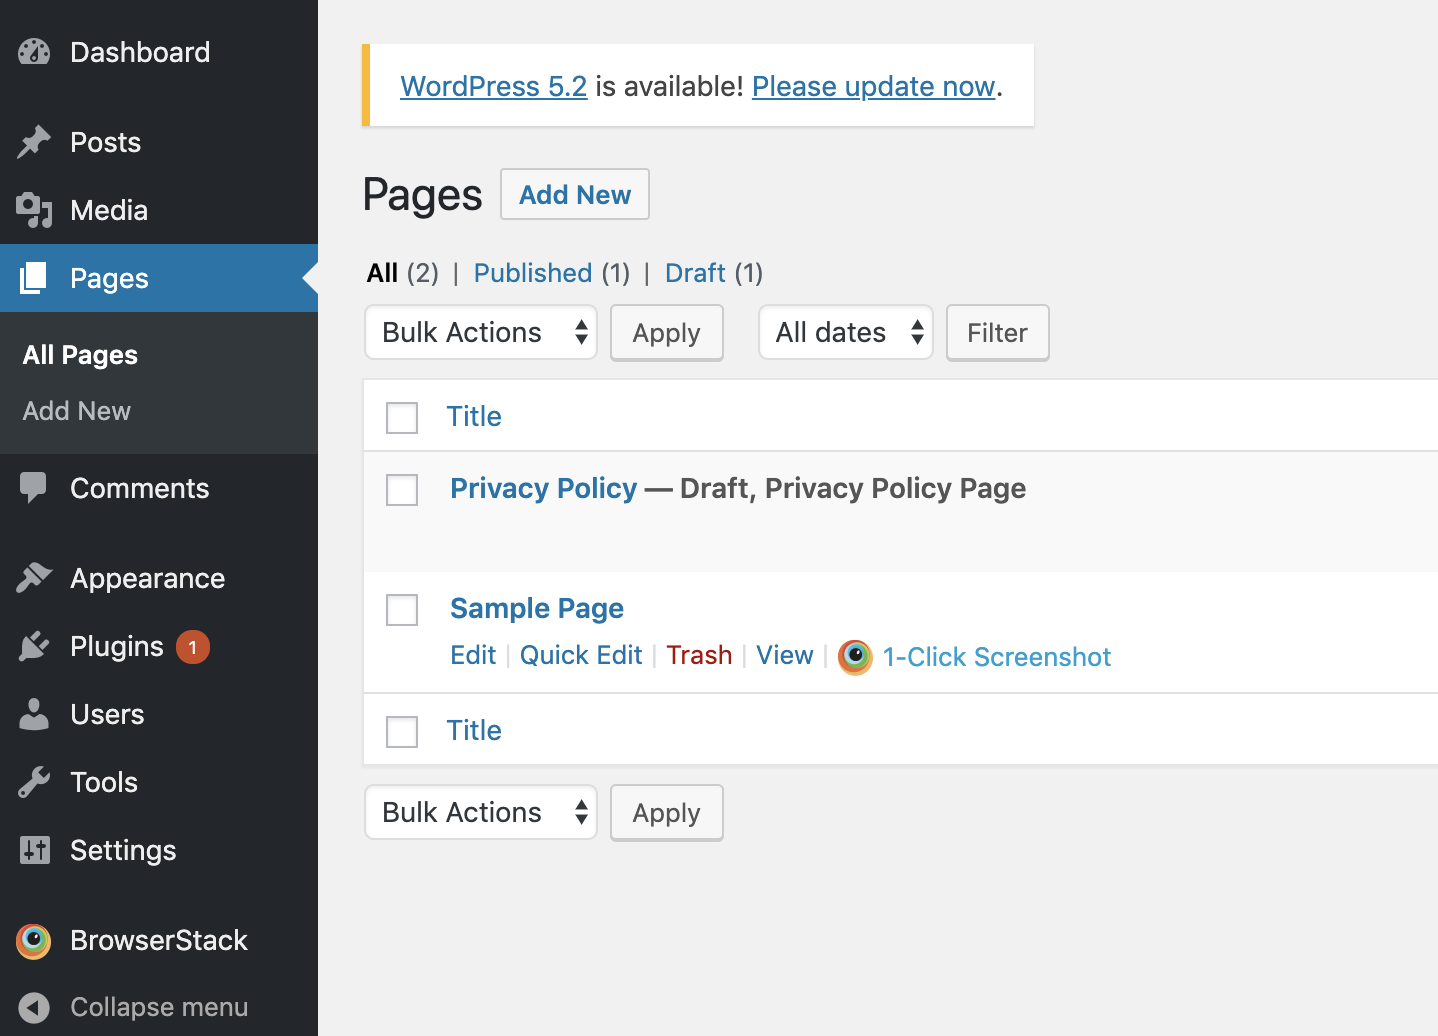 Dashboard
Posts
Media
Pages
All Pages
Add New
Comments
Appearance
Plugins 1
Users
Tools
Settings
BrowserStack
Collapse menu
WordPress 5.2 is available! Please update now.
Pages Add New
All (2) | Published (1) | Draft (1)
Bulk Actions Apply All dates Filter
Title
Privacy Policy — Draft, Privacy Policy Page
Sample Page
Edit | Quick Edit | Trash | View | 1-Click Screenshot
Title
Bulk Actions Apply